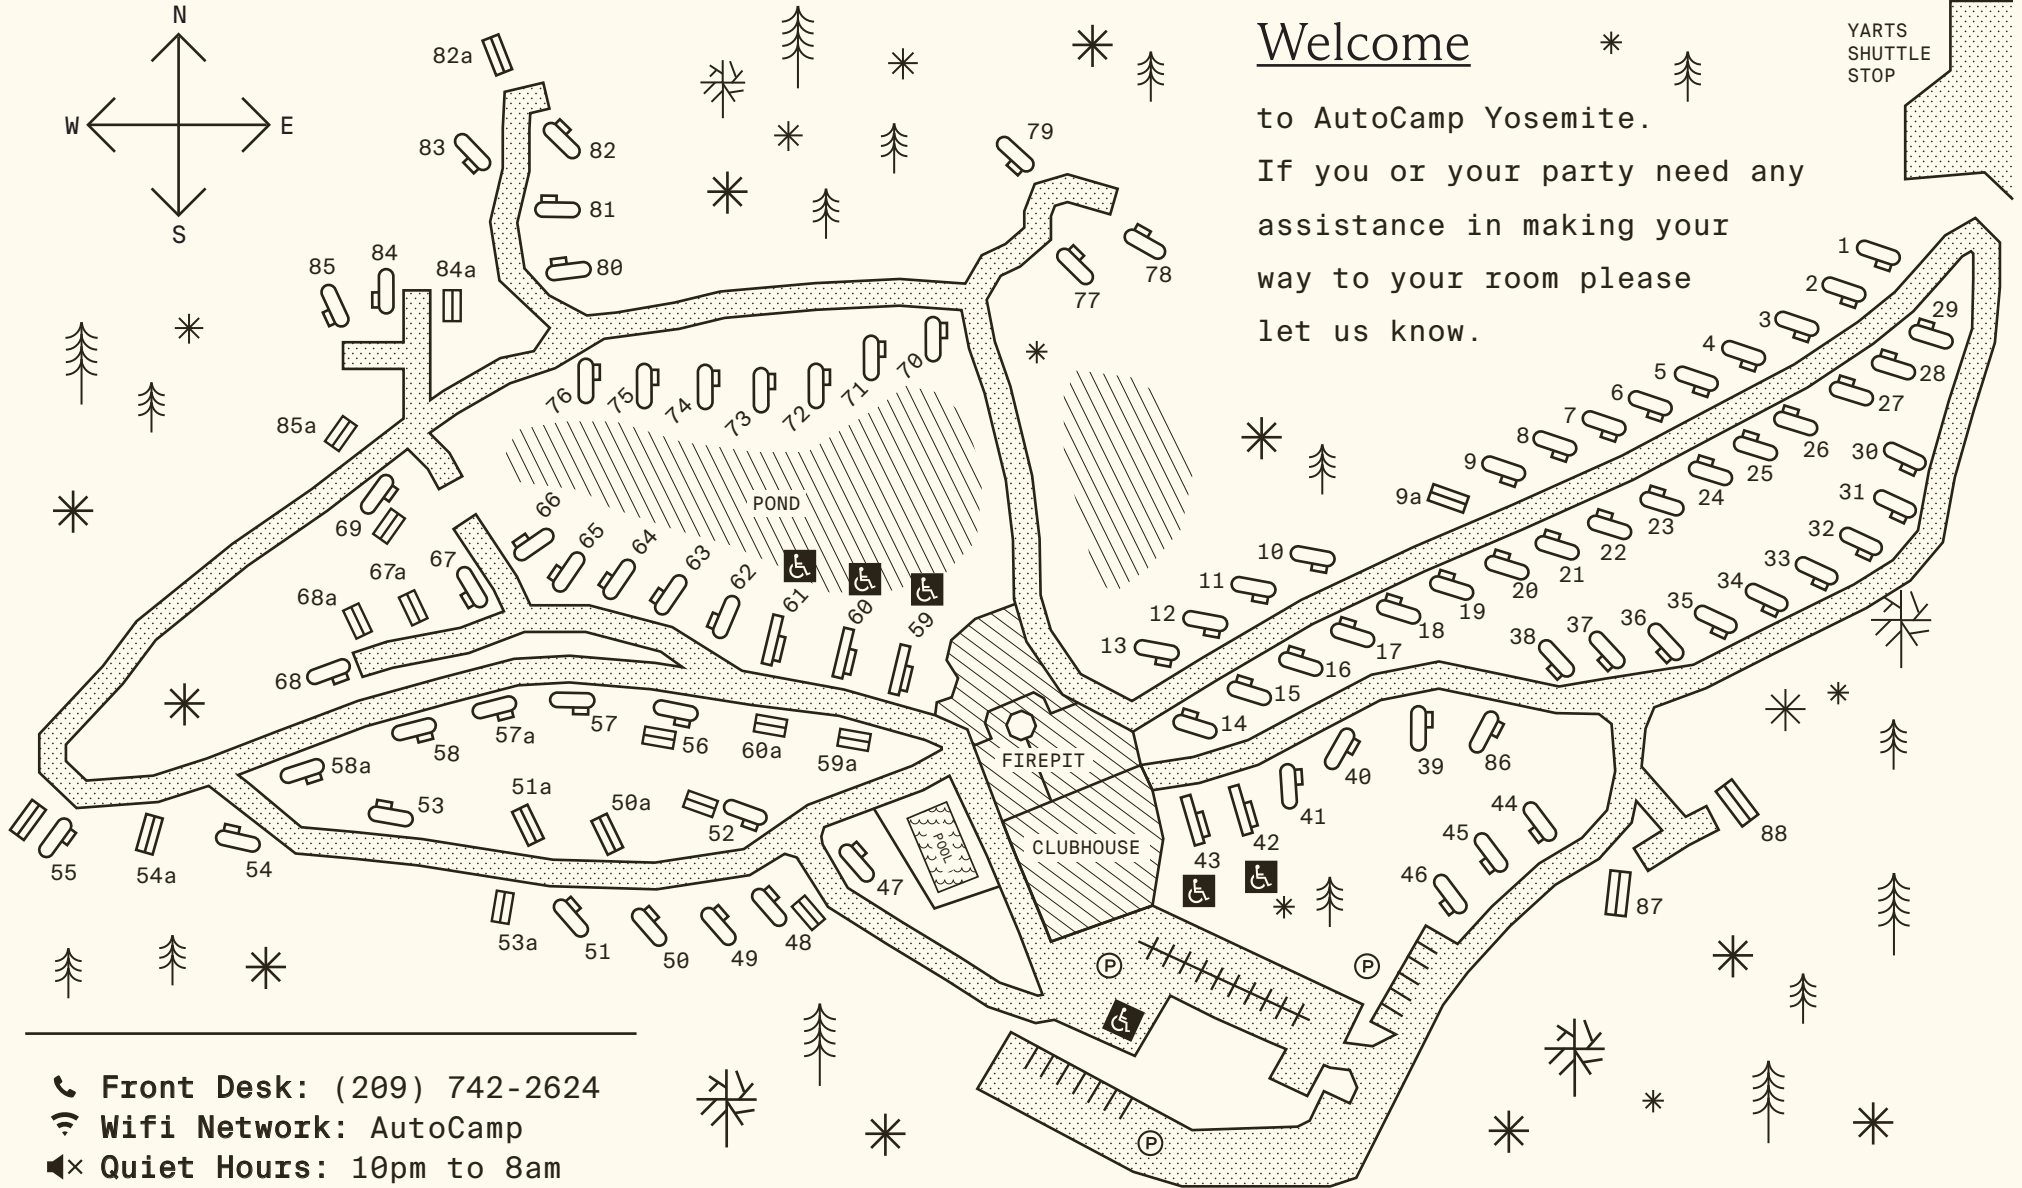 N
W
E
S
Welcome
to AutoCamp Yosemite.
If you or your party need any
assistance in making your
way to your room please
let us know.
YARTS
SHUTTLE
STOP
82a
83
82
81
80
84
85
84a
85a
79
77
78
76
75
74
73
72
71
70
POND
69
66
65
64
63
62
61
60
59
67
67a
68a
68
1
2
3
4
5
6
7
8
9
9a
10
11
12
13
29
28
27
26
25
24
23
22
21
20
19
18
17
16
15
14
30
31
32
33
34
35
36
37
38
58a
58
57a
57
56
60a
59a
53
51a
50a
52
55
54a
54
53a
51
50
49
48
47
POOL
FIREPIT
CLUBHOUSE
43
42
41
40
39
86
44
45
46
87
88
P
P
P
Front Desk: (209) 742-2624
Wifi Network: AutoCamp
Quiet Hours: 10pm to 8am